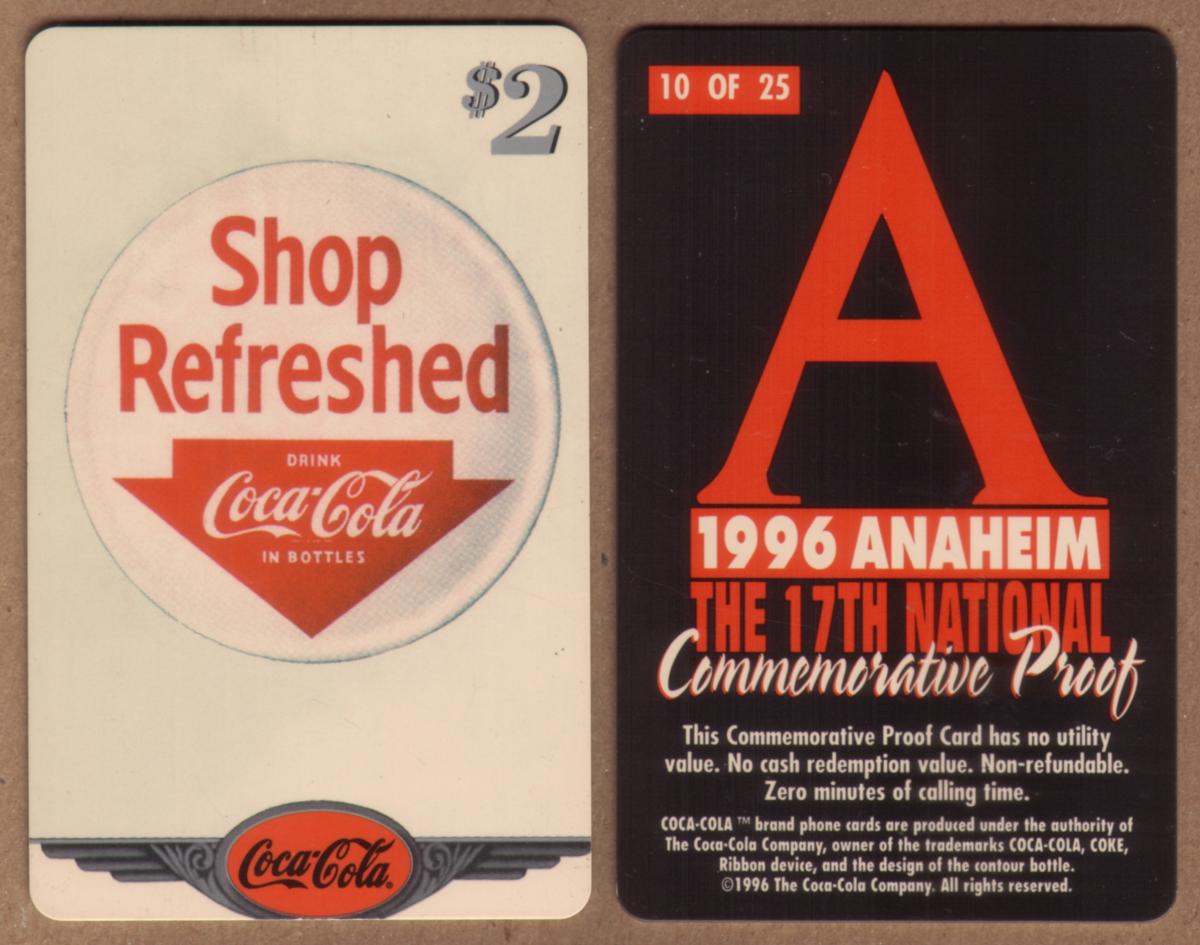 $2
Shop
Refreshed
DRINK
Coca-Cola
IN BOTTLES
Coca-Cola®
10 OF 25
A
1996 ANAHEIM
THE 17TH NATIONAL
Commemorative Proof
This Commemorative Proof Card has no utility
value. No cash redemption value. Non-refundable.
Zero minutes of calling time.
COCA-COLA ™ brand phone cards are produced under the authority of
The Coca-Cola Company, owner of the trademarks COCA-COLA, COKE,
Ribbon device, and the design of the contour bottle.
©1996 The Coca-Cola Company. All rights reserved.